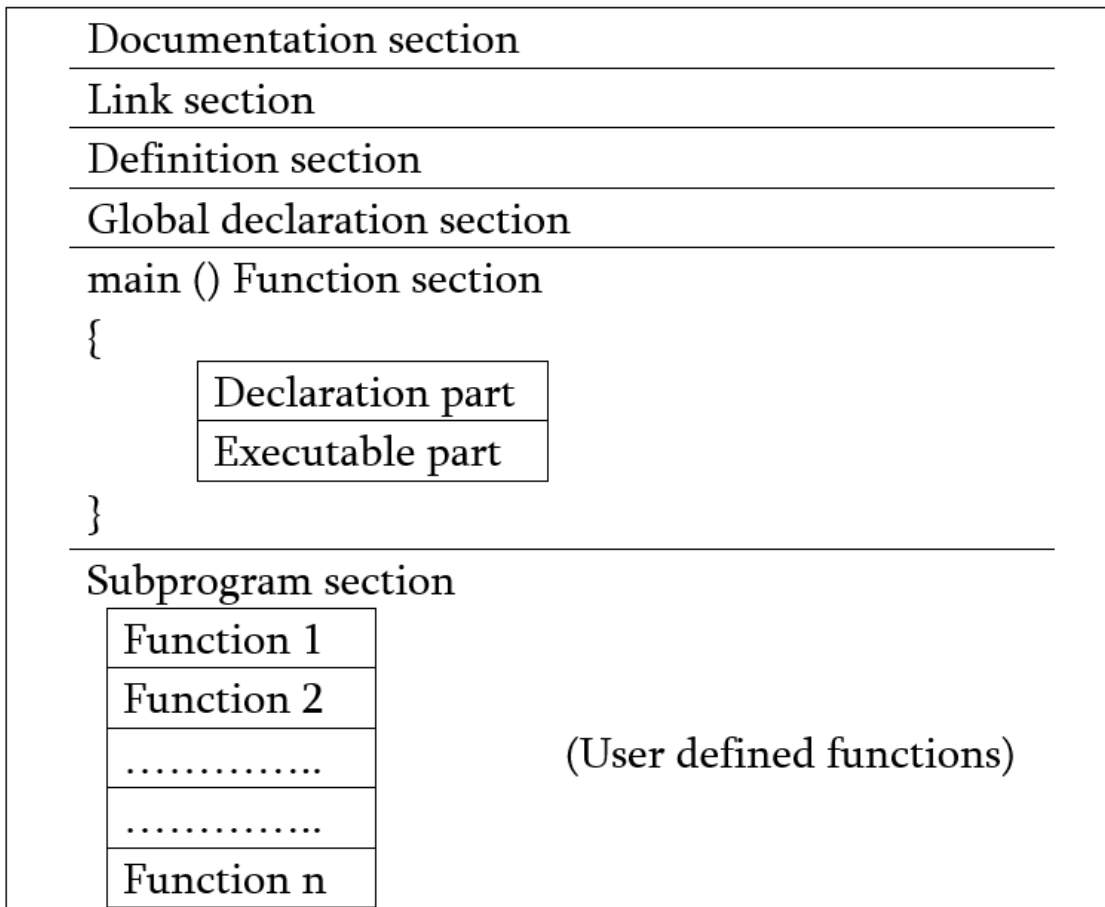 Documentation section
Link section
Definition section
Global declaration section
main () Function section
{
Declaration part
Executable part
}
Subprogram section
Function 1
Function 2
…………..
(User defined functions)
…………..
Function n